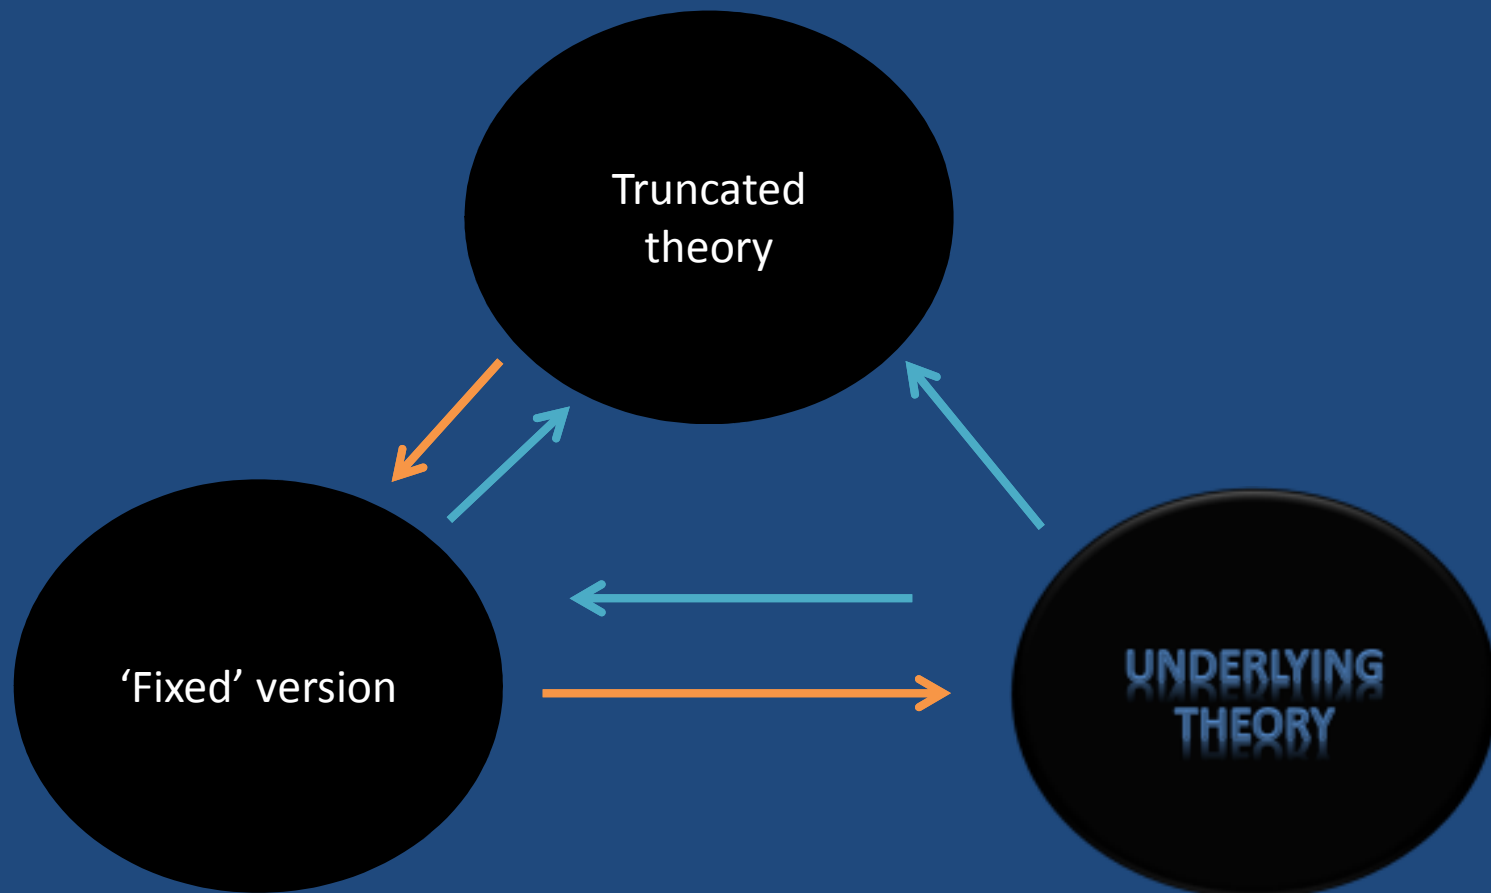 Truncated
theory
‘Fixed’ version
UNDERLYING
THEORY